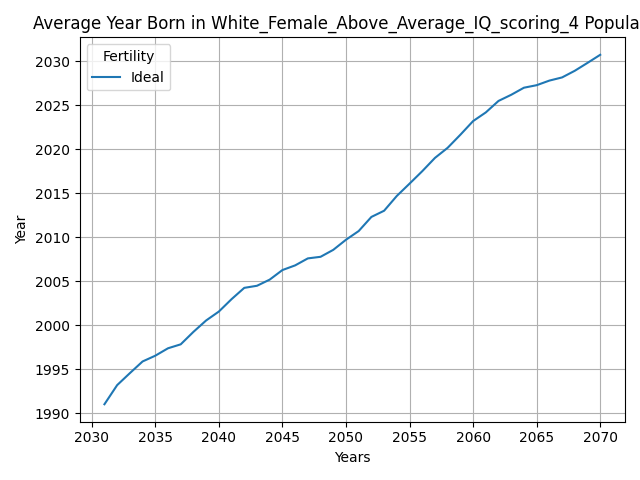 Average Year Born in White_Female_Above_Average_IQ_scoring_4 Popula
Fertility
Ideal
2030
2025
2020
2015
2010
2005
2000
1995
1990
Year
2030 2035 2040 2045 2050 2055 2060 2065 2070
Years